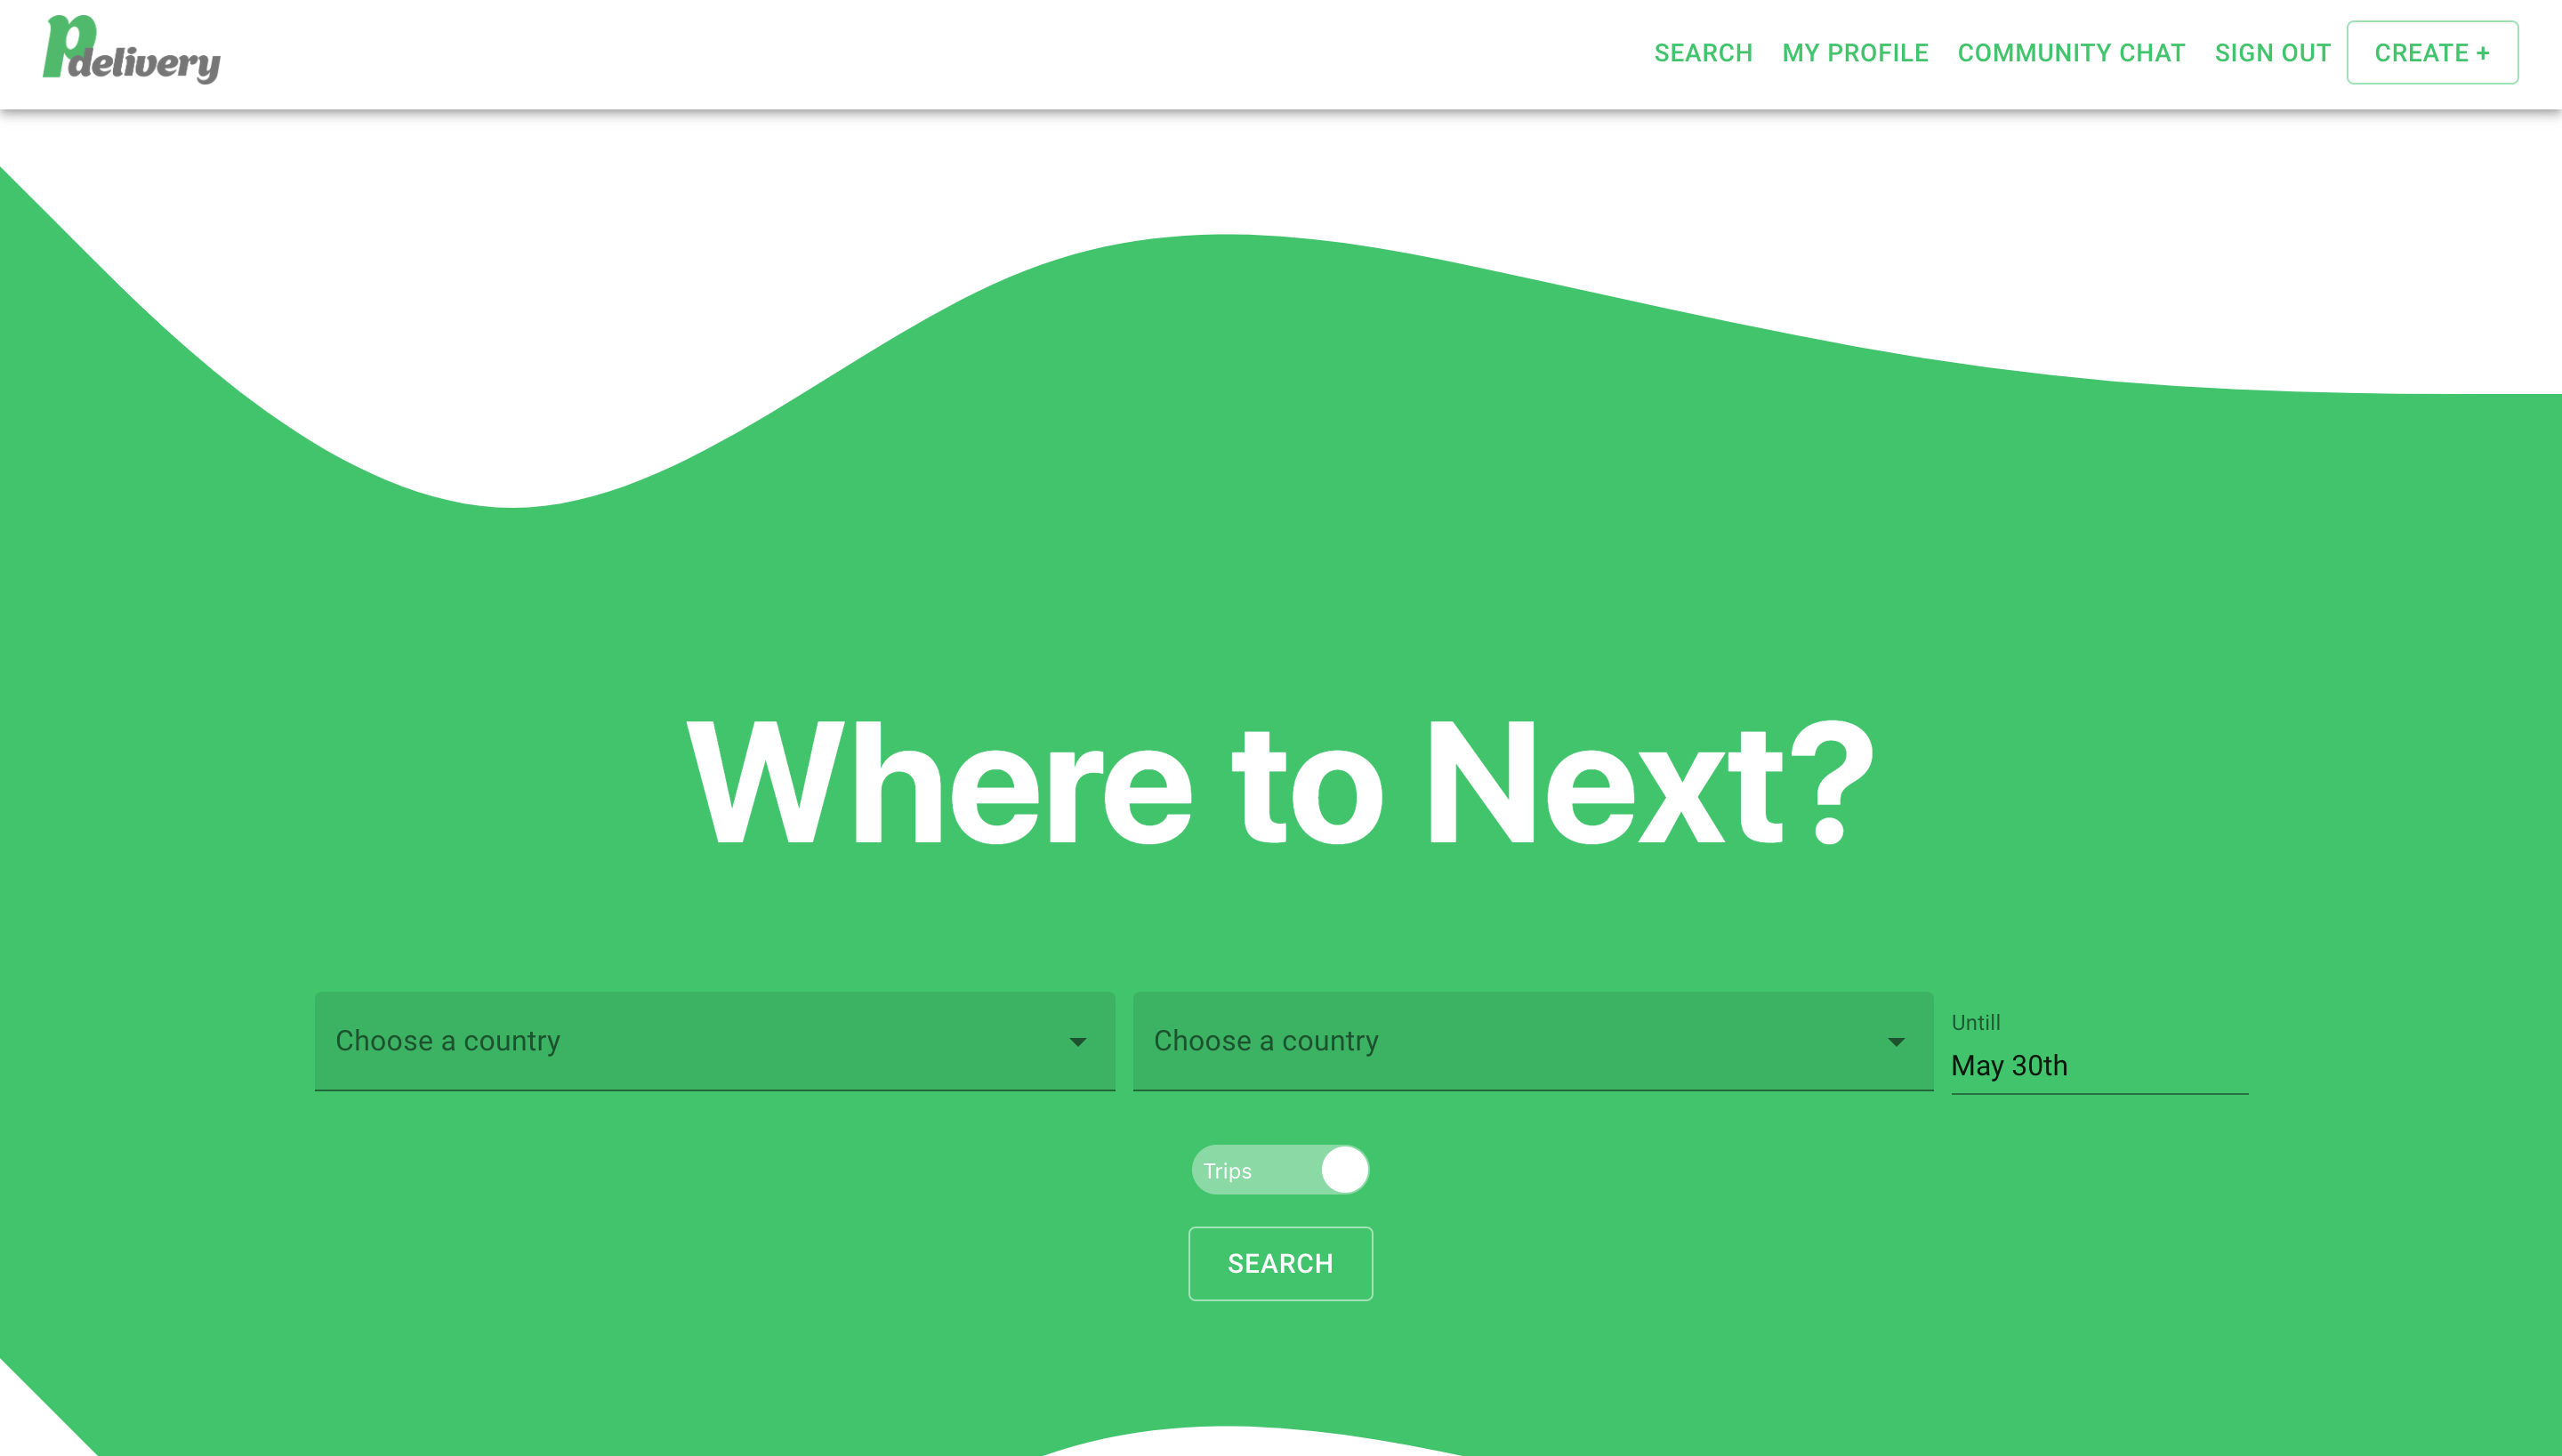 pdelivery
SEARCH MY PROFILE COMMUNITY CHAT SIGN OUT CREATE +
Where to Next?
Choose a country
Choose a country
Untill
May 30th
Trips
SEARCH